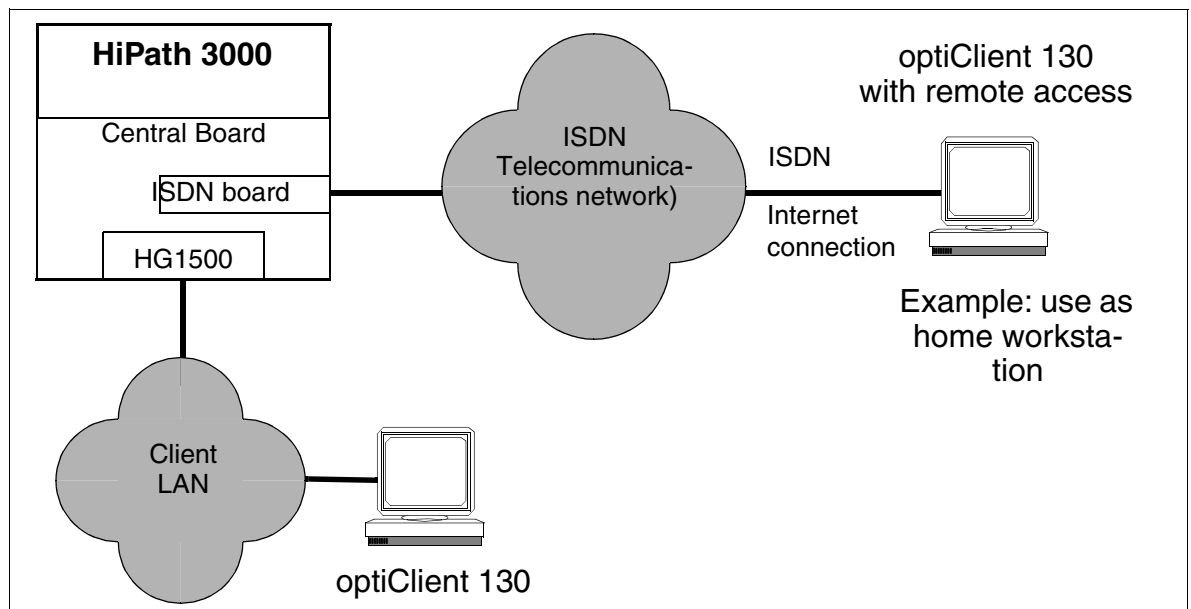 HiPath 3000
Central Board
ISDN board
HG1500
ISDN
Telecommunica-
tions network)
ISDN
Internet
connection
optiClient 130
with remote access
Example: use as
home worksta-
tion
Client
LAN
optiClient 130